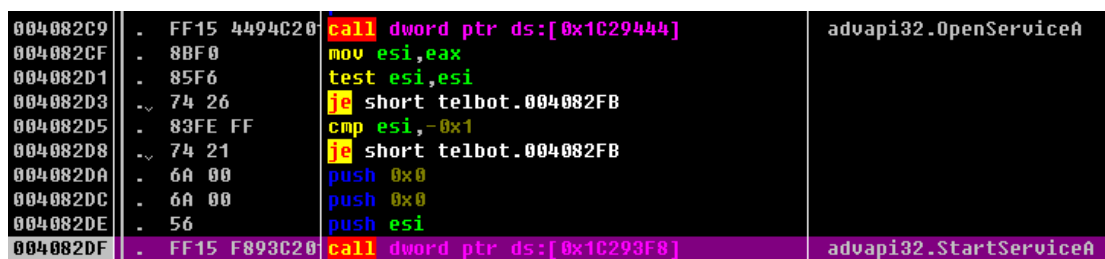 004082C9 . FF15 4494C201 call dword ptr ds:[0x1C29444] advapi32.OpenServiceA
004082CF . 8BF0 mov esi,eax
004082D1 . 85F6 test esi,esi
004082D3 .⌄ 74 26 je short telbot.004082FB
004082D5 . 83FE FF cmp esi,-0x1
004082D8 .⌄ 74 21 je short telbot.004082FB
004082DA . 6A 00 push 0x0
004082DC . 6A 00 push 0x0
004082DE . 56 push esi
004082DF . FF15 F893C201 call dword ptr ds:[0x1C293F8] advapi32.StartServiceA